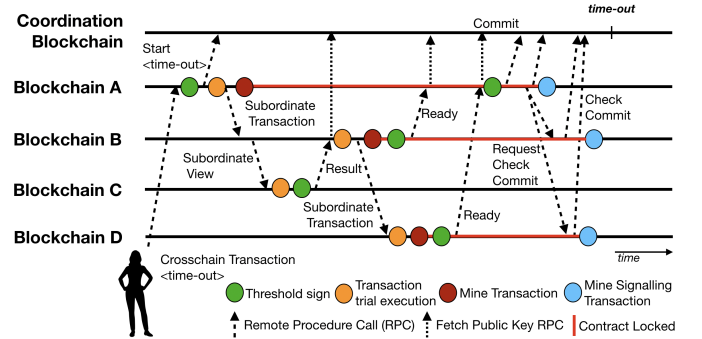 time-out
Coordination
Blockchain
Commit
Start
<time-out>
Blockchain A
Subordinate
Transaction
Check
Commit
Ready
Blockchain B
Request
Check
Commit
Subordinate
View
Result
Blockchain C
Subordinate
Transaction
Ready
Blockchain D
time
Crosschain Transaction
<time-out>
Threshold sign
Transaction
trial execution
Mine Transaction
Mine Signalling
Transaction
Remote Procedure Call (RPC)
Fetch Public Key RPC
Contract Locked